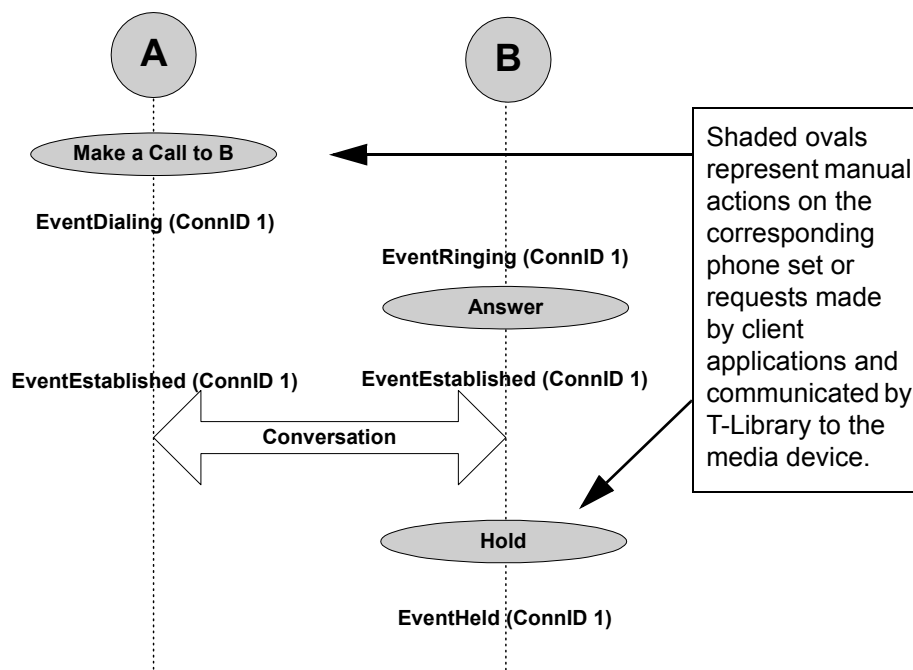 A
B
Make a Call to B
EventDialing (ConnID 1)
EventRinging (ConnID 1)
Answer
EventEstablished (ConnID 1)
EventEstablished (ConnID 1)
Conversation
Hold
EventHeld (ConnID 1)
Shaded ovals
represent manual
actions on the
corresponding
phone set or
requests made
by client
applications and
communicated by
T-Library to the
media device.